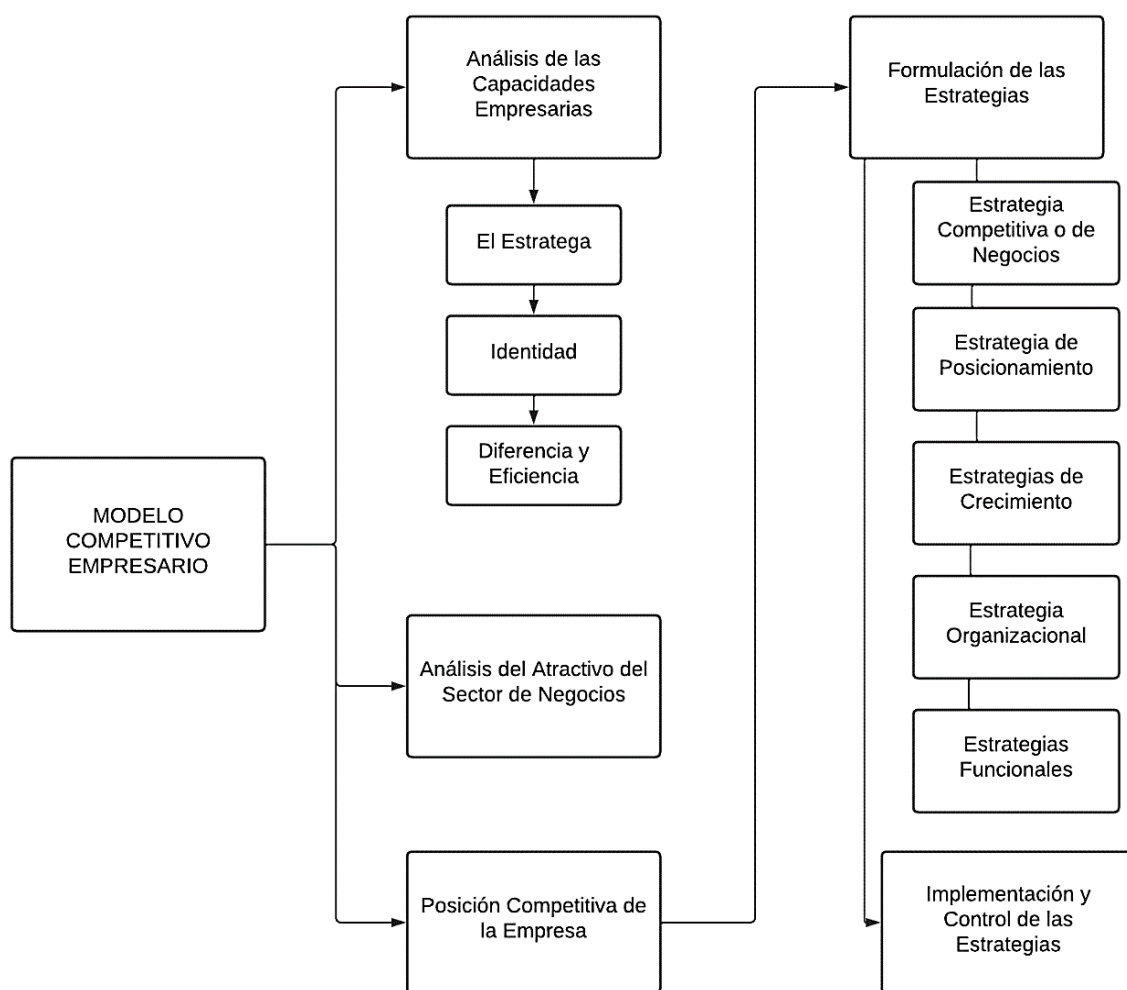 MODELO
COMPETITIVO
EMPRESARIO
Análisis de las
Capacidades
Empresarias
El Estratega
Identidad
Diferencia y
Eficiencia
Análisis del Atractivo del
Sector de Negocios
Posición Competitiva de
la Empresa
Formulación de las
Estrategias
Estrategia
Competitiva o de
Negocios
Estrategia de
Posicionamiento
Estrategias de
Crecimiento
Estrategia
Organizacional
Estrategias
Funcionales
Implementación y
Control de las
Estrategias